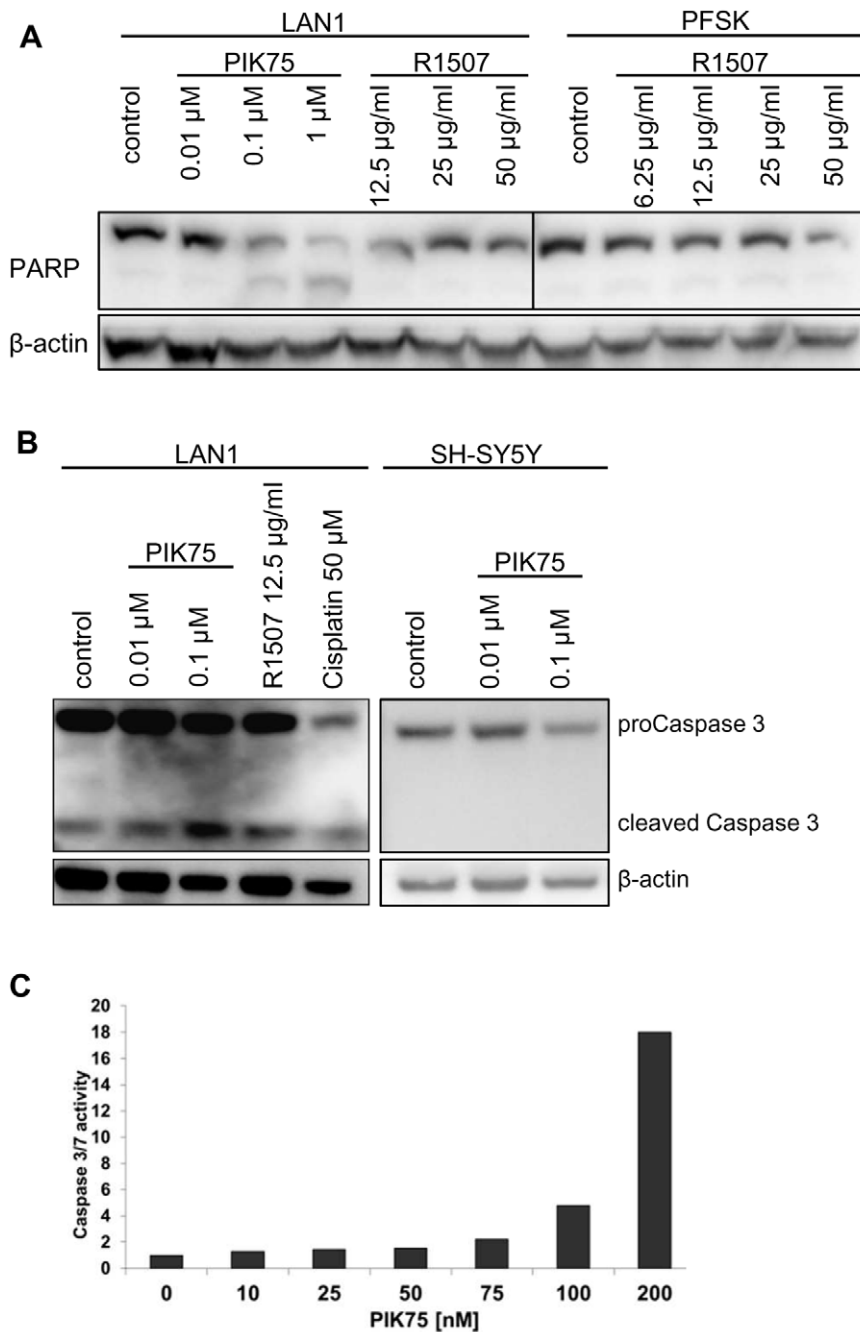 A
LAN1 PFSK
PIK75 R1507 R1507
control 0.01 µM 0.1 µM 1 µM 12.5 µg/ml 25 µg/ml 50 µg/ml control 6.25 µg/ml 12.5 µg/ml 25 µg/ml 50 µg/ml
PARP
β-actin
B
LAN1 SH-SY5Y
PIK75 PIK75
control 0.01 µM 0.1 µM R1507 12.5 µg/ml Cisplatin 50 µM control 0.01 µM 0.1 µM
proCaspase 3
cleaved Caspase 3
β-actin
C
Caspase 3/7 activity
20
18
16
14
12
10
8
6
4
2
0
0 10 25 50 75 100 200
PIK75 [nM]